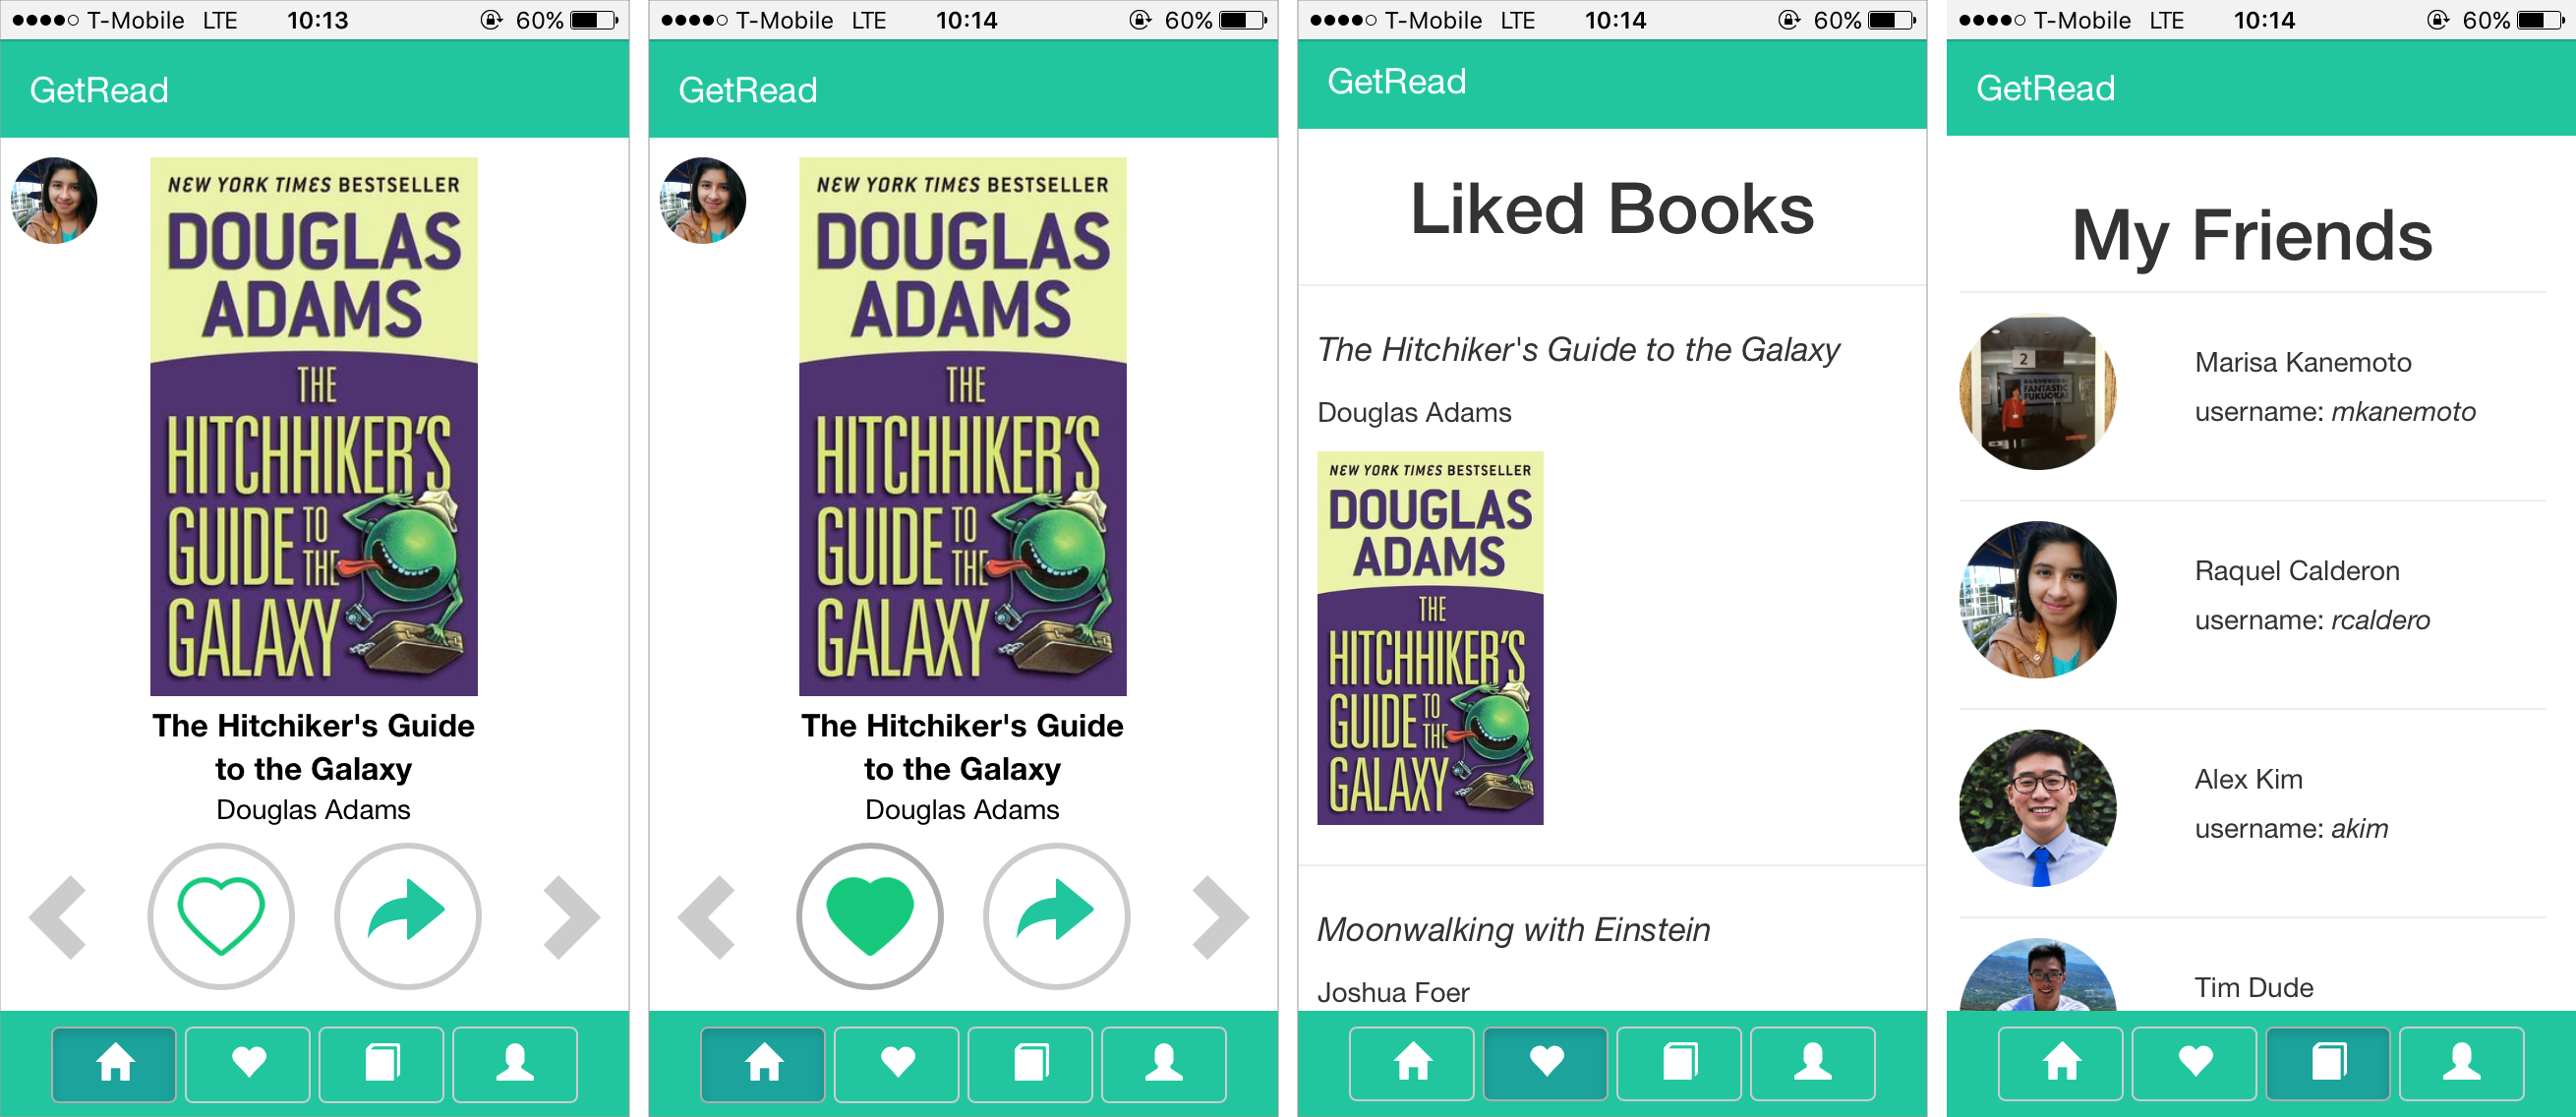 T-Mobile LTE 10:13 60%
GetRead
NEW YORK TIMES BESTSELLER
DOUGLAS
ADAMS
THE
HITCHHIKER'S
GUIDE TO
THE
GALAXY
The Hitchiker's Guide
to the Galaxy
Douglas Adams
T-Mobile LTE 10:14 60%
GetRead
NEW YORK TIMES BESTSELLER
DOUGLAS
ADAMS
THE
HITCHHIKER'S
GUIDE TO
THE
GALAXY
The Hitchiker's Guide
to the Galaxy
Douglas Adams
T-Mobile LTE 10:14 60%
GetRead
Liked Books
The Hitchiker's Guide to the Galaxy
Douglas Adams
NEW YORK TIMES BESTSELLER
DOUGLAS
ADAMS
THE
HITCHHIKER'S
GUIDE TO
THE
GALAXY
Moonwalking with Einstein
Joshua Foer
T-Mobile LTE 10:14 60%
GetRead
My Friends
2
FANTASTIC
FUKUOKA
Marisa Kanemoto
username: mkanemoto
Raquel Calderon
username: rcaldero
Alex Kim
username: akim
Tim Dude